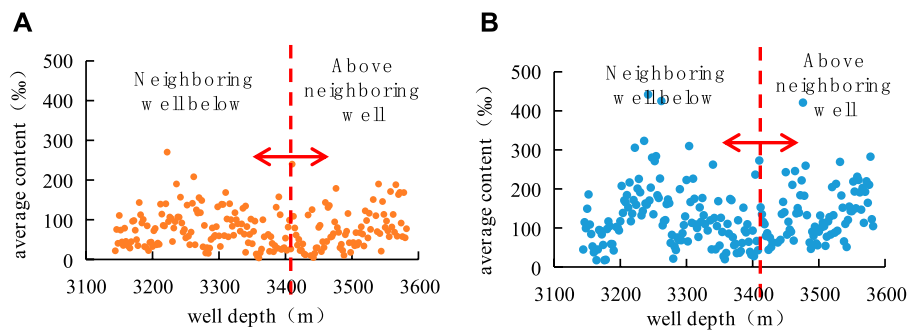 A
average content (‰)
500
400
300
200
100
0
Neighboring
wellbelow
Above
neighboring
well
3100
3200
3300
3400
3500
3600
well depth（m）
B
average content (‰)
500
400
300
200
100
0
Neighboring
wellbelow
Above
neighboring
well
3100
3200
3300
3400
3500
3600
well depth（m）